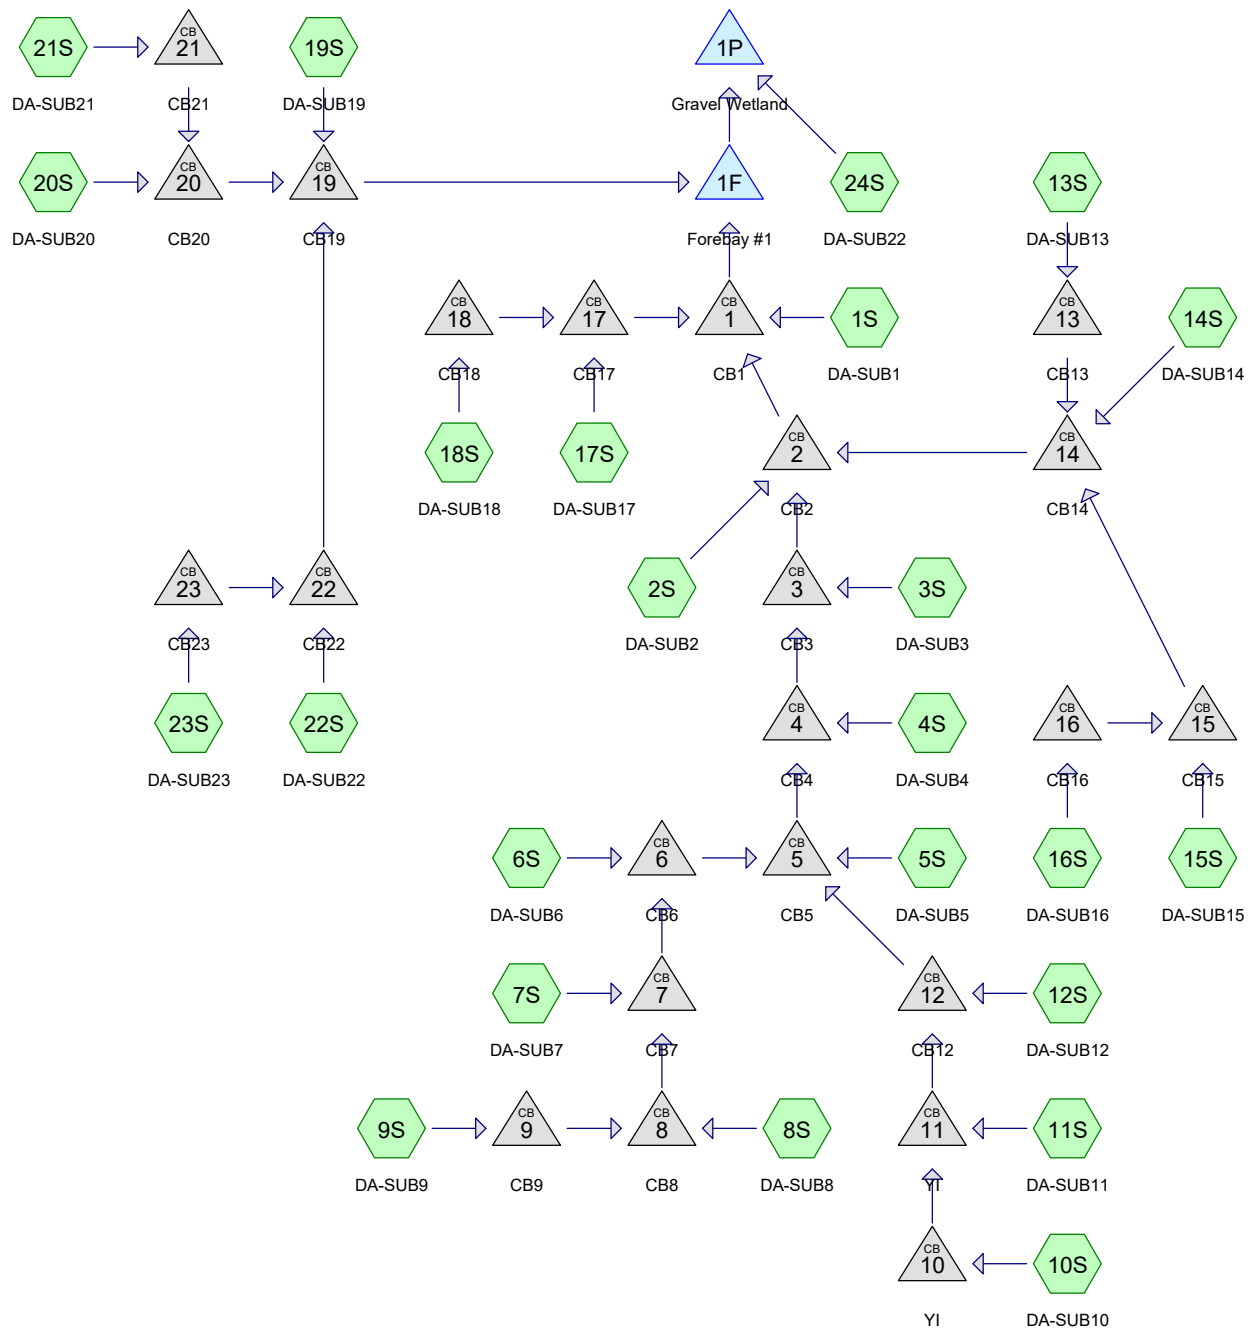 21S
CB
21
19S
1P
DA-SUB21
CB21
DA-SUB19
Gravel Wetland
20S
CB
20
CB
19
1F
24S
13S
DA-SUB20
CB20
CB19
Forebay #1
DA-SUB22
DA-SUB13
CB
18
CB
17
CB
1
1S
CB
13
14S
CB18
CB17
CB1
DA-SUB1
CB13
DA-SUB14
18S
17S
CB
2
CB
14
DA-SUB18
DA-SUB17
CB2
CB14
CB
23
CB
22
2S
CB
3
3S
CB23
CB22
DA-SUB2
CB3
DA-SUB3
23S
22S
CB
4
4S
CB
16
CB
15
DA-SUB23
DA-SUB22
CB4
DA-SUB4
CB16
CB15
6S
CB
6
CB
5
5S
16S
15S
DA-SUB6
CB6
CB5
DA-SUB5
DA-SUB16
DA-SUB15
7S
CB
7
CB
12
12S
DA-SUB7
CB7
CB12
DA-SUB12
9S
CB
9
CB
8
8S
CB
11
11S
DA-SUB9
CB9
CB8
DA-SUB8
YI
DA-SUB11
CB
10
10S
YI
DA-SUB10